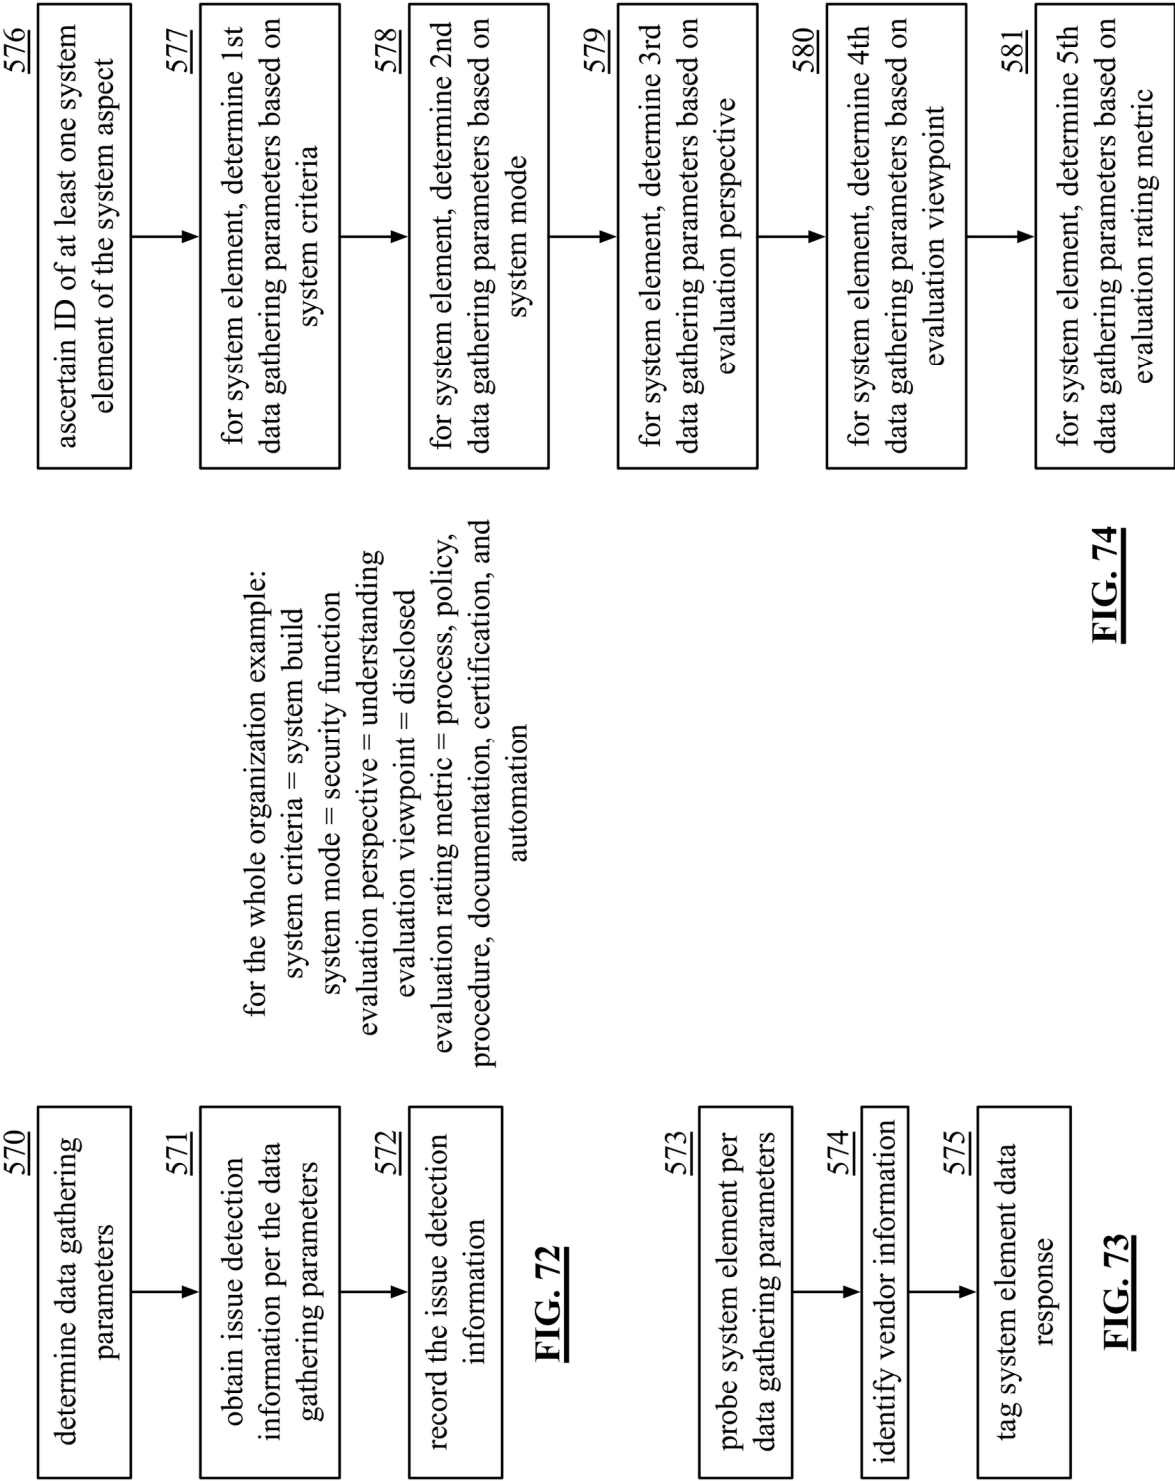 570
determine data gathering
parameters
571
obtain issue detection
information per the data
gathering parameters
572
record the issue detection
information
FIG. 72
573
probe system element per
data gathering parameters
574
identify vendor information
575
tag system element data
response
FIG. 73
for the whole organization example:
system criteria = system build
system mode = security function
evaluation perspective = understanding
evaluation viewpoint = disclosed
evaluation rating metric = process, policy,
procedure, documentation, certification, and
automation
576
ascertain ID of at least one system
element of the system aspect
577
for system element, determine 1st
data gathering parameters based on
system criteria
578
for system element, determine 2nd
data gathering parameters based on
system mode
579
for system element, determine 3rd
data gathering parameters based on
evaluation perspective
580
for system element, determine 4th
data gathering parameters based on
evaluation viewpoint
581
for system element, determine 5th
data gathering parameters based on
evaluation rating metric
FIG. 74